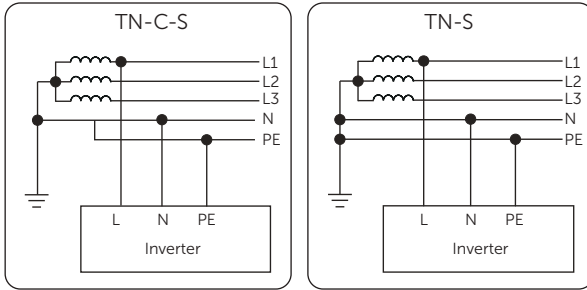 TN-C-S
L1
L2
L3
N
PE
L N PE
Inverter
TN-S
L1
L2
L3
N
PE
L N PE
Inverter